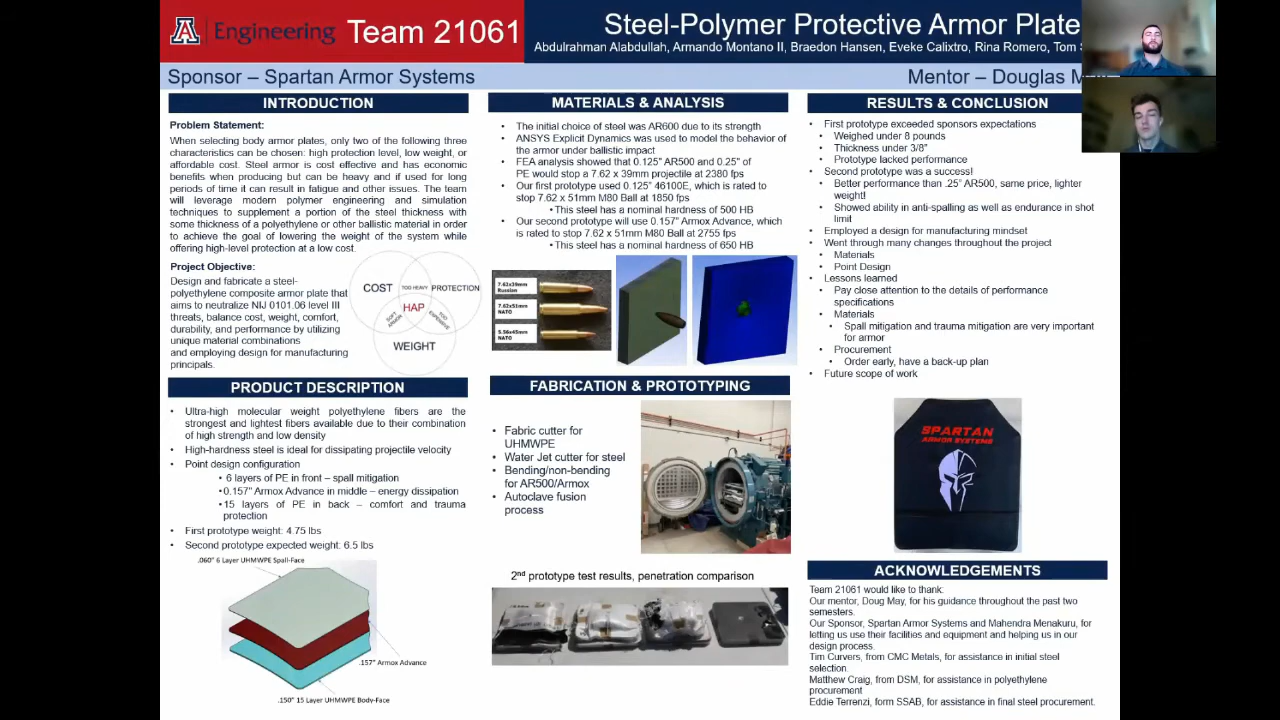 A Engineering Team 21061
Steel-Polymer Protective Armor Plate
Abdulrahman Alabdullah, Armando Montano II, Braedon Hansen, Eveke Calixtro, Rina Romero, Tom
Sponsor – Spartan Armor Systems
Mentor – Douglas
INTRODUCTION
Problem Statement:
When selecting body armor plates, only two of the following three
characteristics can be chosen: high protection level, low weight, or
affordable cost. Steel armor is cost effective and has economic
benefits when producing but can be heavy and if used for long
periods of time it can result in fatigue and other issues. The team
will leverage modern polymer engineering and simulation
techniques to supplement a portion of the steel thickness with
some thickness of a polyethylene or other ballistic material in order
to achieve the goal of lowering the weight of the system while
offering high-level protection at a low cost.
Project Objective:
Design and fabricate a steel-
polyethylene composite armor plate that
aims to neutralize NIJ 0101.06 level III
threats, balance cost, weight, comfort,
durability, and performance by utilizing
unique material combinations
and employing design for manufacturing
principals.
COST
TOO HEAVY
PROTECTION
HAP
SOFT ARMOR
TOO EXPENSIVE
WEIGHT
PRODUCT DESCRIPTION
• Ultra-high molecular weight polyethylene fibers are the
strongest and lightest fibers available due to their combination
of high strength and low density
• High-hardness steel is ideal for dissipating projectile velocity
• Point design configuration
• 6 layers of PE in front – spall mitigation
• 0.157" Armox Advance in middle – energy dissipation
• 15 layers of PE in back – comfort and trauma
protection
• First prototype weight: 4.75 lbs
• Second prototype expected weight: 6.5 lbs
.060" 6 Layer UHMWPE Spall-Face
.157" Armox Advance
.150" 15 Layer UHMWPE Body-Face
MATERIALS & ANALYSIS
• The initial choice of steel was AR600 due to its strength
• ANSYS Explicit Dynamics was used to model the behavior of
the armor under ballistic impact
• FEA analysis showed that 0.125" AR500 and 0.25" of
PE would stop a 7.62 x 39mm projectile at 2380 fps
• Our first prototype used 0.125" 46100E, which is rated to
stop 7.62 x 51mm M80 Ball at 1850 fps
• This steel has a nominal hardness of 500 HB
• Our second prototype will use 0.157" Armox Advance, which
is rated to stop 7.62 x 51mm M80 Ball at 2755 fps
• This steel has a nominal hardness of 650 HB
7.62x39mm
Russian
7.62x51mm
NATO
5.56x45mm
NATO
FABRICATION & PROTOTYPING
• Fabric cutter for
UHMWPE
• Water Jet cutter for steel
• Bending/non-bending
for AR500/Armox
• Autoclave fusion
process
2nd prototype test results, penetration comparison
RESULTS & CONCLUSION
• First prototype exceeded sponsors expectations
• Weighed under 8 pounds
• Thickness under 3/8"
• Prototype lacked performance
• Second prototype was a success!
• Better performance than .25" AR500, same price, lighter
weight!
• Showed ability in anti-spalling as well as endurance in shot
limit
• Employed a design for manufacturing mindset
• Went through many changes throughout the project
• Materials
• Point Design
• Lessons learned
• Pay close attention to the details of performance
specifications
• Materials
• Spall mitigation and trauma mitigation are very important
for armor
• Procurement
• Order early, have a back-up plan
• Future scope of work
SPARTAN
ARMOR SYSTEMS
ACKNOWLEDGEMENTS
Team 21061 would like to thank:
Our mentor, Doug May, for his guidance throughout the past two
semesters.
Our Sponsor, Spartan Armor Systems and Mahendra Menakuru, for
letting us use their facilities and equipment and helping us in our
design process.
Tim Curvers, from CMC Metals, for assistance in initial steel
selection.
Matthew Craig, from DSM, for assistance in polyethylene
procurement
Eddie Terrenzi, form SSAB, for assistance in final steel procurement.